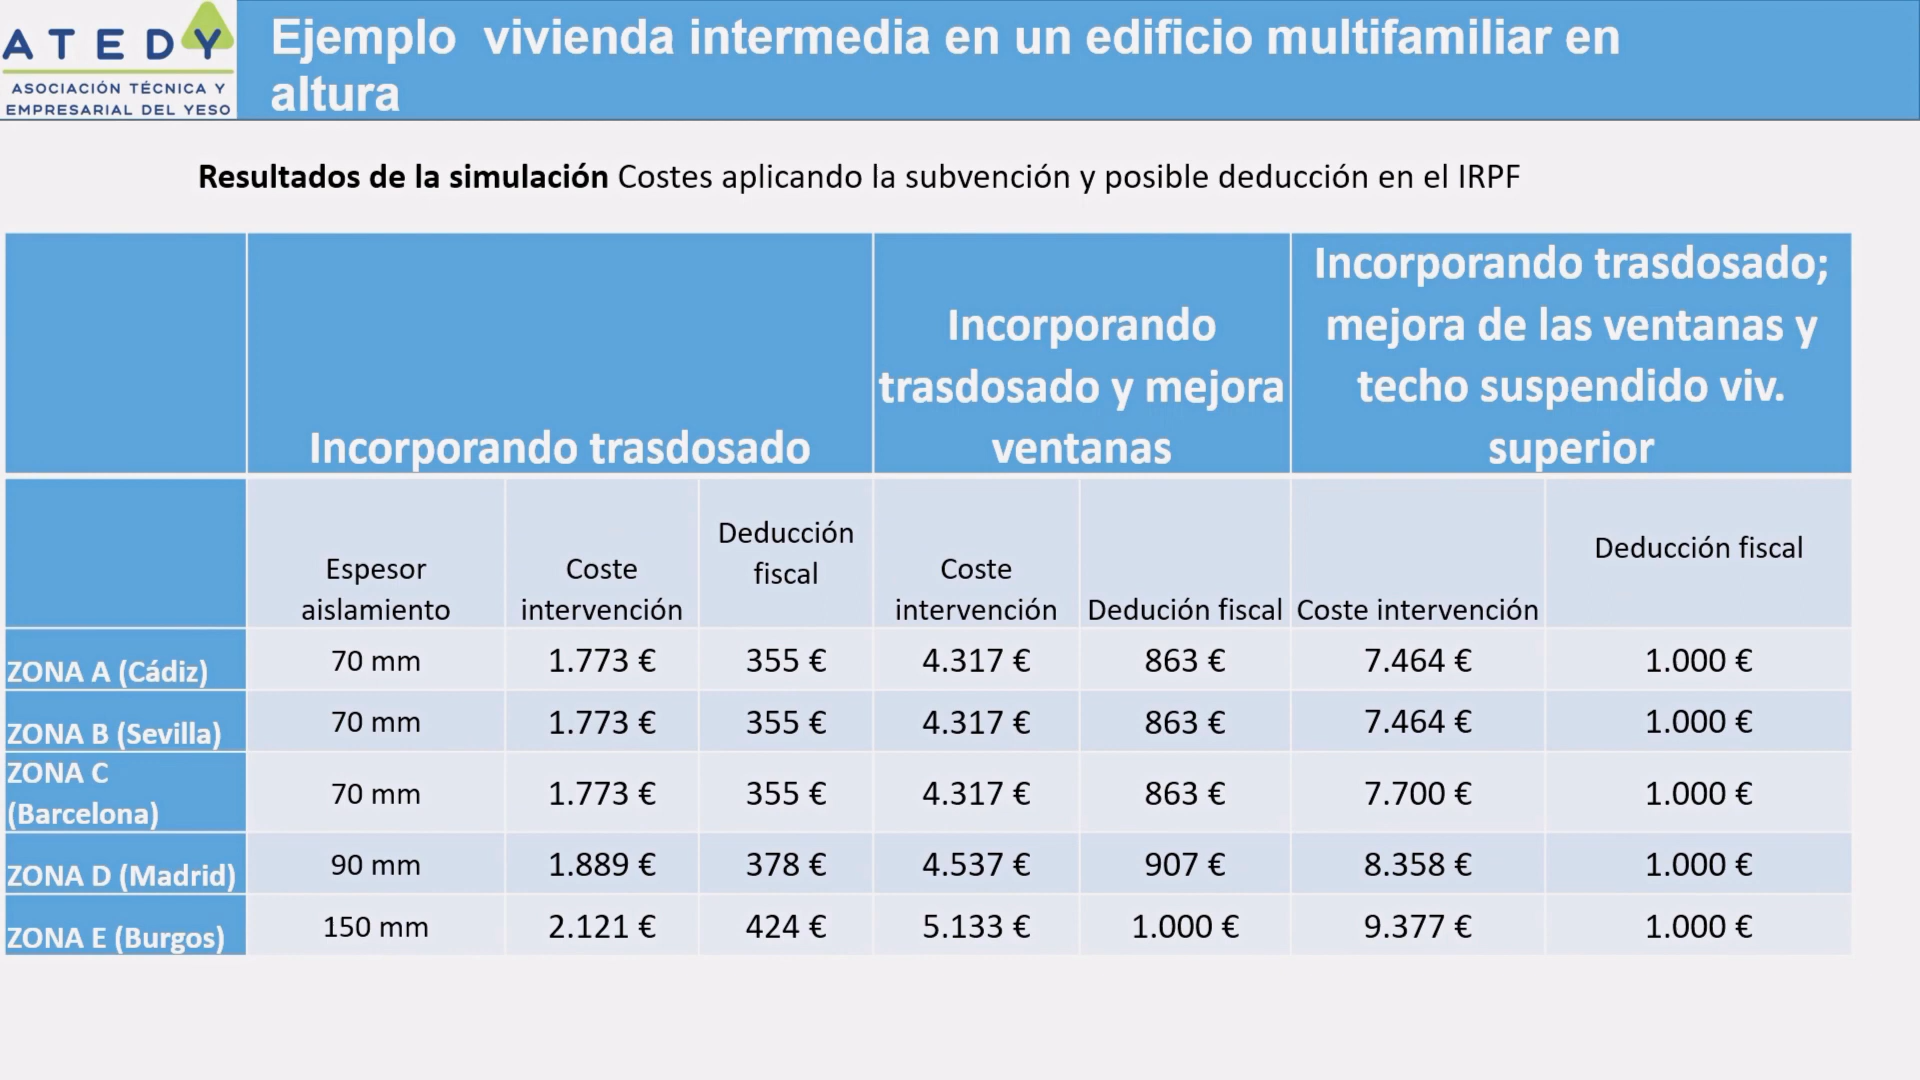 ATEDY
ASOCIACIÓN TÉCNICA Y
EMPRESARIAL DEL YESO
Ejemplo vivienda intermedia en un edificio multifamiliar en
altura
Resultados de la simulación Costes aplicando la subvención y posible deducción en el IRPF
Incorporando trasdosado
Incorporando
trasdosado y mejora
ventanas
Incorporando trasdosado;
mejora de las ventanas y
techo suspendido viv.
superior
Espesor
aislamiento
Coste
intervención
Deducción
fiscal
Coste
intervención
Dedución fiscal
Coste intervención
Deducción fiscal
ZONA A (Cádiz) 70 mm 1.773 € 355 € 4.317 € 863 € 7.464 € 1.000 €
ZONA B (Sevilla) 70 mm 1.773 € 355 € 4.317 € 863 € 7.464 € 1.000 €
ZONA C
(Barcelona) 70 mm 1.773 € 355 € 4.317 € 863 € 7.700 € 1.000 €
ZONA D (Madrid) 90 mm 1.889 € 378 € 4.537 € 907 € 8.358 € 1.000 €
ZONA E (Burgos) 150 mm 2.121 € 424 € 5.133 € 1.000 € 9.377 € 1.000 €